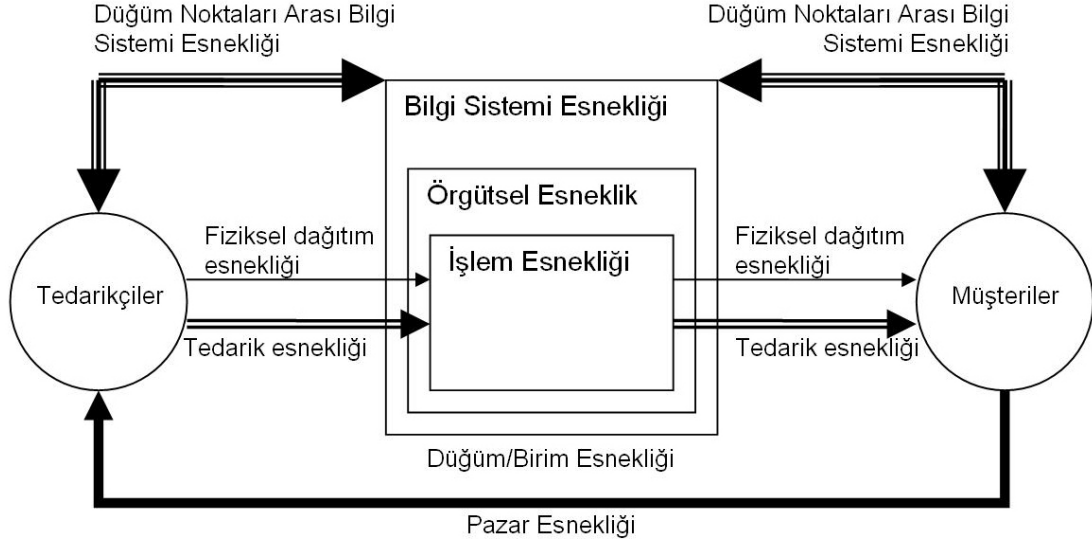 Düğüm Noktaları Arası Bilgi
Sistemi Esnekliği
Düğüm Noktaları Arası Bilgi
Sistemi Esnekliği
Bilgi Sistemi Esnekliği
Örgütsel Esneklik
İşlem Esnekliği
Fiziksel dağıtım
esnekliği
Fiziksel dağıtım
esnekliği
Tedarikçiler
Müşteriler
Tedarik esnekliği
Tedarik esnekliği
Düğüm/Birim Esnekliği
Pazar Esnekliği